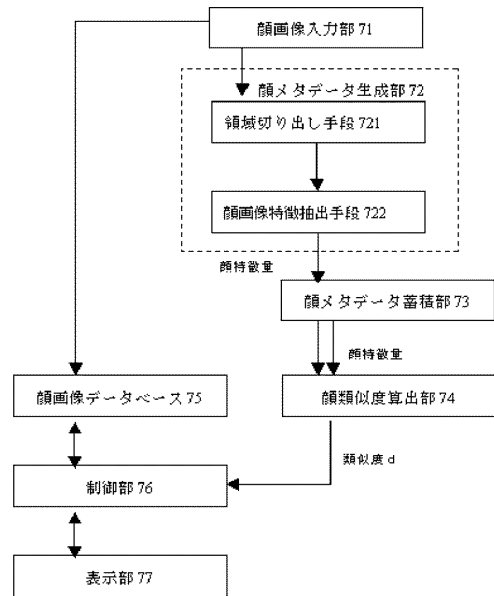 顔画像入力部 71
顔メタデータ生成部 72
領域切り出し手段 721
顔画像特徴抽出手段 722
顔特徴量
顔メタデータ蓄積部 73
顔特徴量
顔画像データベース 75
顔類似度算出部 74
類似度 d
制御部 76
表示部 77